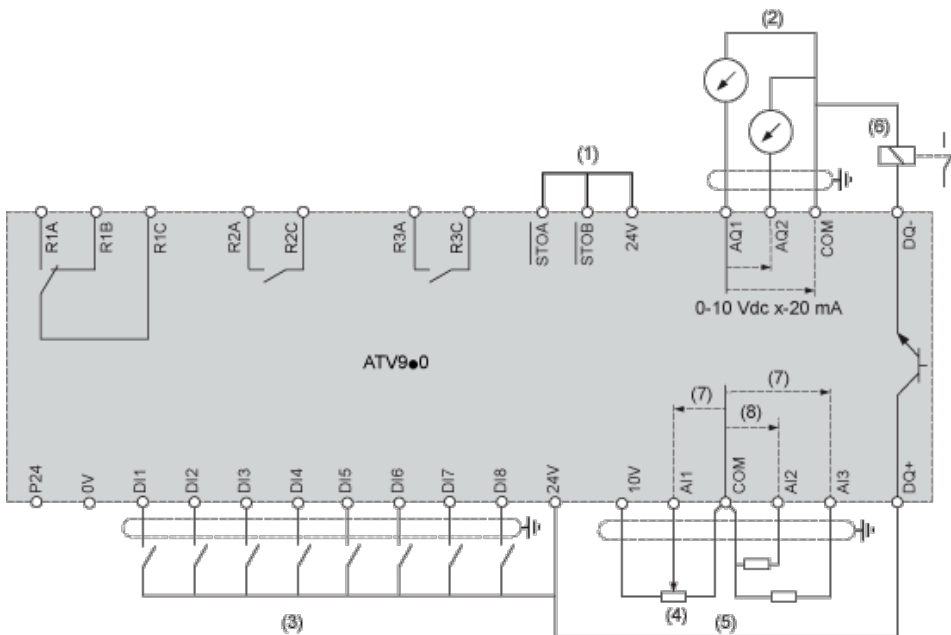 (2)
(6)
(1)
R1A R1B R1C R2A R2C R3A R3C STOA STOB 24V AQ1 AQ2 COM DQ-
0-10 Vdc x-20 mA
ATV9●0
(7)
(7)
(8)
P24 0V DI1 DI2 DI3 DI4 DI5 DI6 DI7 DI8 24V 10V AI1 COM AI2 AI3 DQ+
(3) (4) (5)